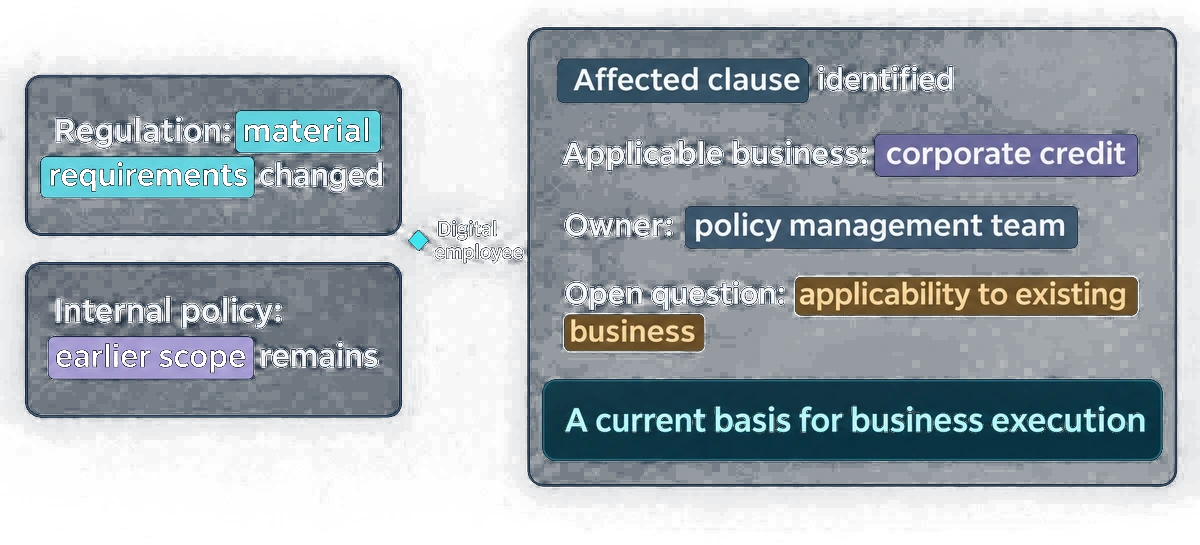 Regulation: material
requirements changed
Internal policy:
earlier scope remains
Digital
employee
Affected clause identified
Applicable business: corporate credit
Owner: policy management team
Open question: applicability to existing
business
A current basis for business execution